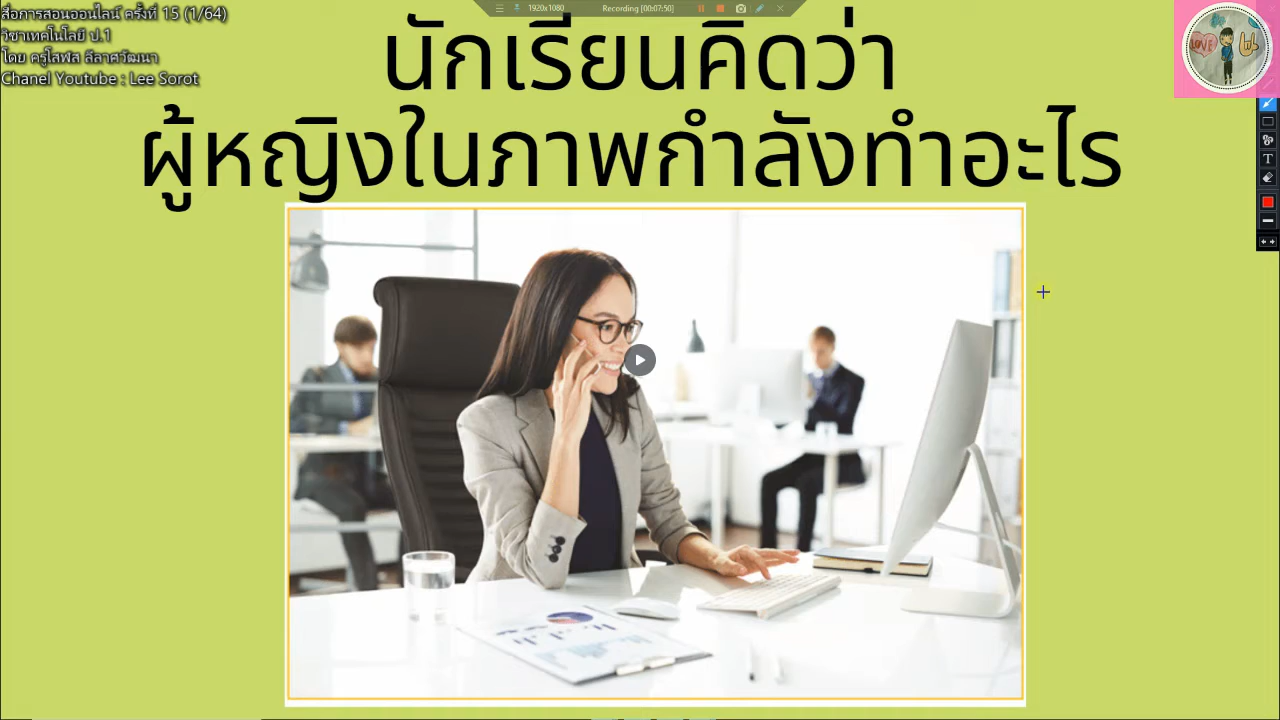 สื่อการสอนออนไลน์ ครั้งที่ 15 (1/64)
วิชาเทคโนโลยี ป.1
โดย ครูโสฬส ลีลาศวัฒนา
Chanel Youtube : Lee Sorot
1920x1080
Recording [00:07:50]
นักเรียนคิดว่า
ผู้หญิงในภาพกำลังทำอะไร
LOVE
T